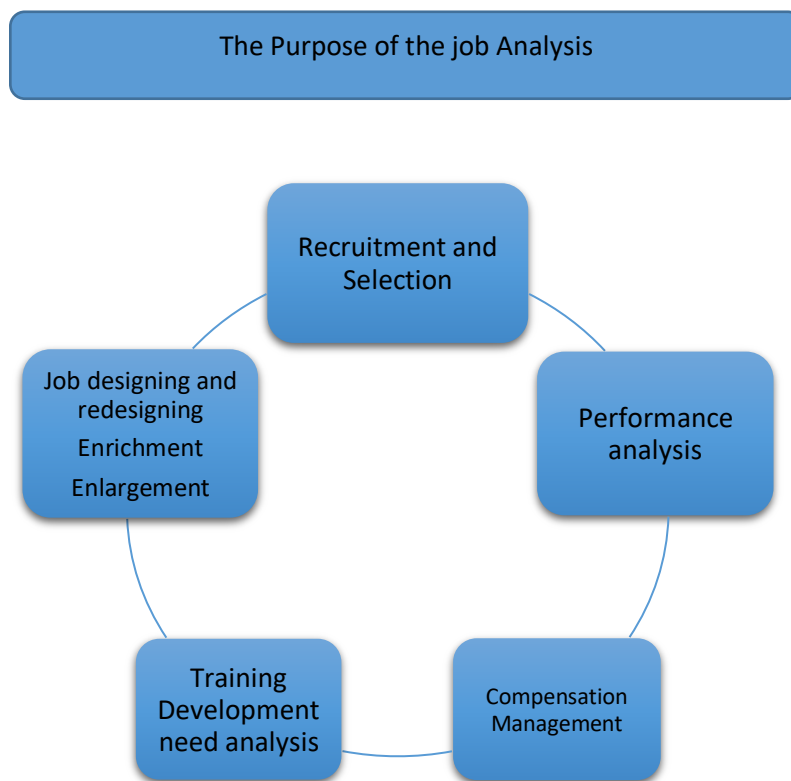 The Purpose of the job Analysis
Recruitment and
Selection
Performance
analysis
Compensation
Management
Training
Development
need analysis
Job designing and
redesigning
Enrichment
Enlargement